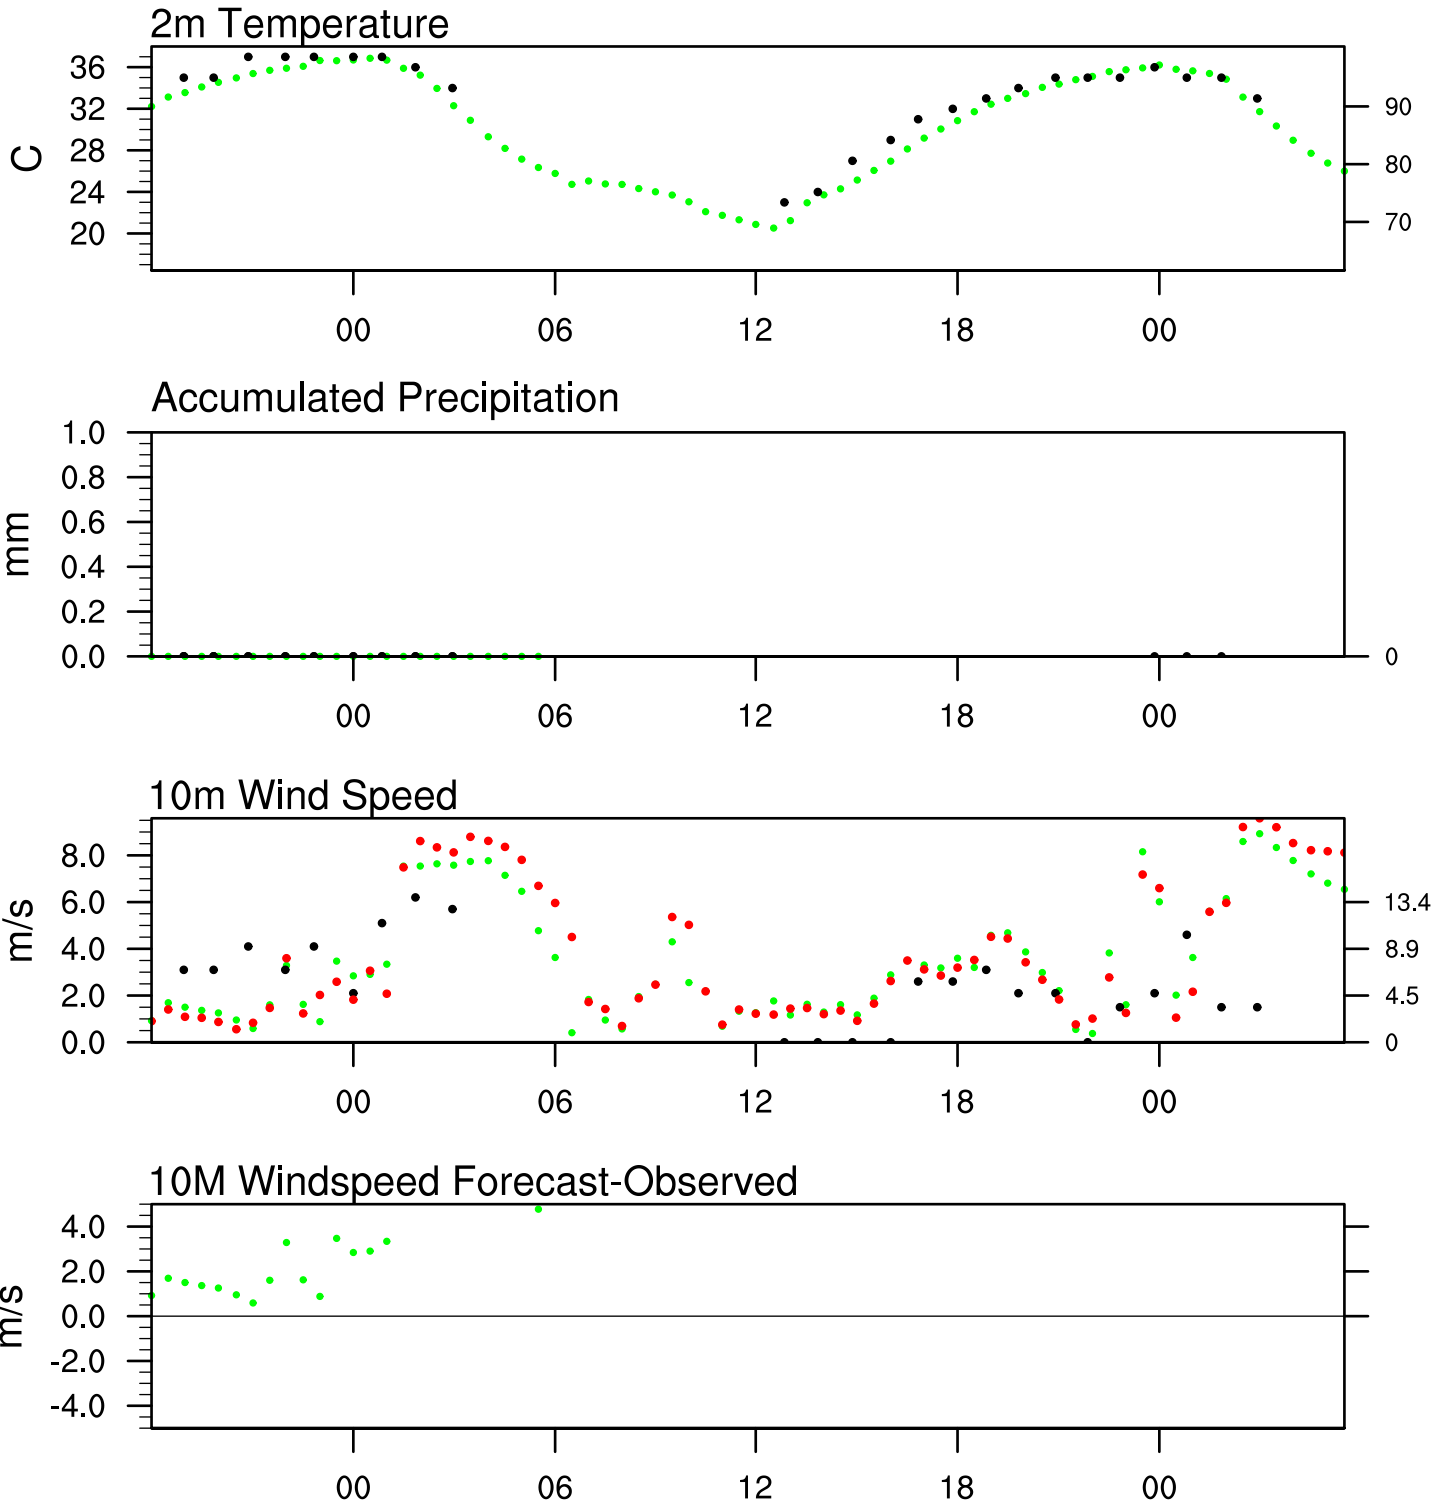 2m Temperature
C
36
32
28
24
20
90
80
70
00 06 12 18 00
Accumulated Precipitation
mm
1.0
0.8
0.6
0.4
0.2
0.0
0
00 06 12 18 00
10m Wind Speed
m/s
8.0
6.0
4.0
2.0
0.0
13.4
8.9
4.5
0
00 06 12 18 00
10M Windspeed Forecast-Observed
m/s
4.0
2.0
0.0
-2.0
-4.0
00 06 12 18 00